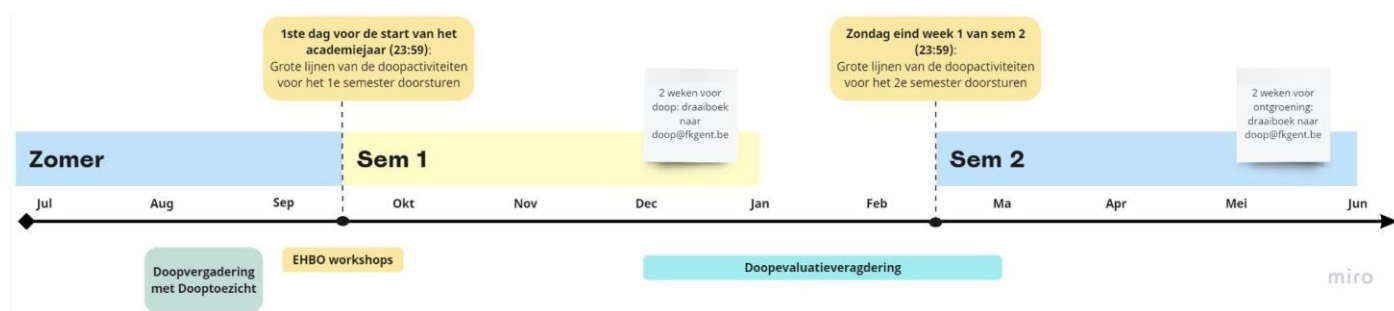 1ste dag voor de start van het
academiejaar (23:59):
Grote lijnen van de doopactiviteiten
voor het 1e semester doorsturen
Zondag eind week 1 van sem 2
(23:59):
Grote lijnen van de doopactiviteiten
voor het 2e semester doorsturen
2 weken voor
doop: draaiboek
naar
doop@fkgent.be
2 weken voor
ontgroening:
draaiboek naar
doop@fkgent.be
Zomer
Sem 1
Sem 2
Jul Aug Sep Okt Nov Dec Jan Feb Ma Apr Mei Jun
Doopvergadering
met Dooptoezicht
EHBO workshops
Doopevaluatieveragdering
miro